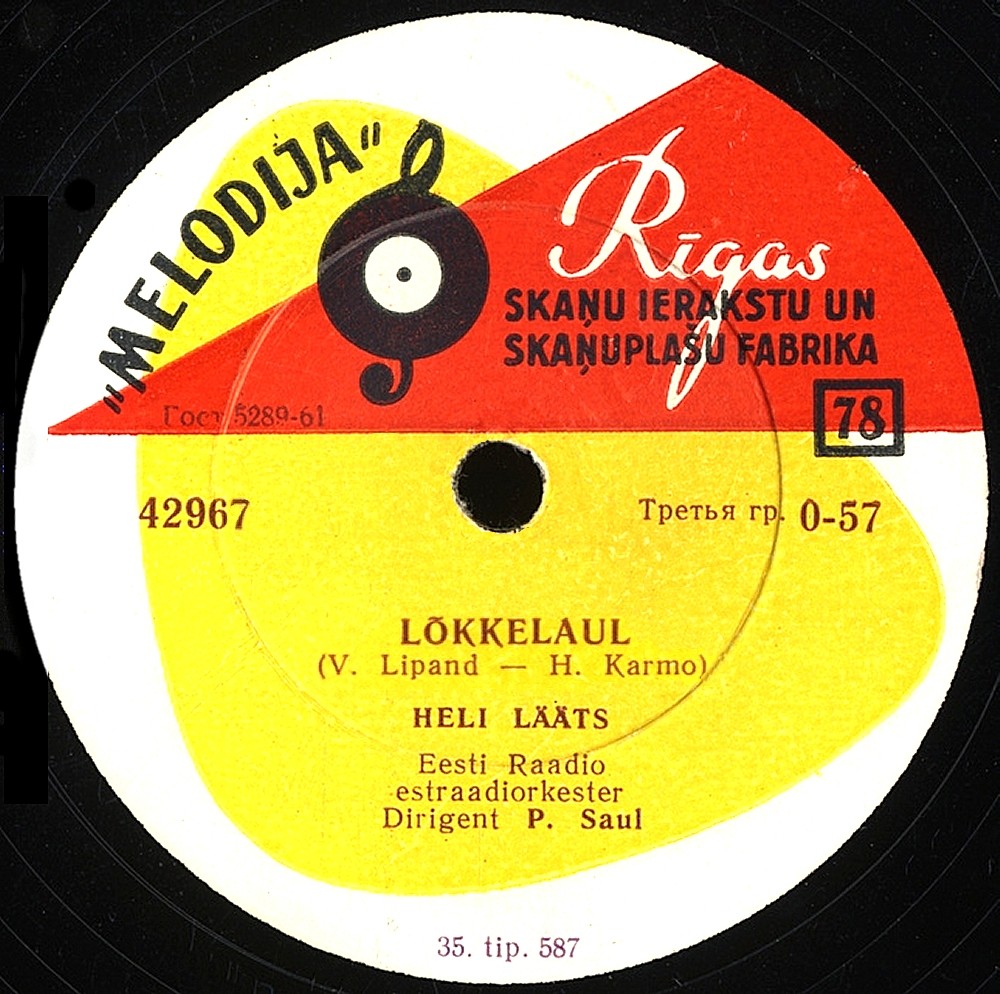 "MELODIJA"
Rīgas
SKAŅU IERAKSTU UN
SKAŅUPLAŠU FABRIKA
Гост 5289-61
78
42967
Третья гр. 0-57
LÕKKELAUL
(V. Lipand — H. Karmo)
HELI LÄÄTS
Eesti Raadio
estraadiorkester
Dirigent P. Saul
35. tip. 587